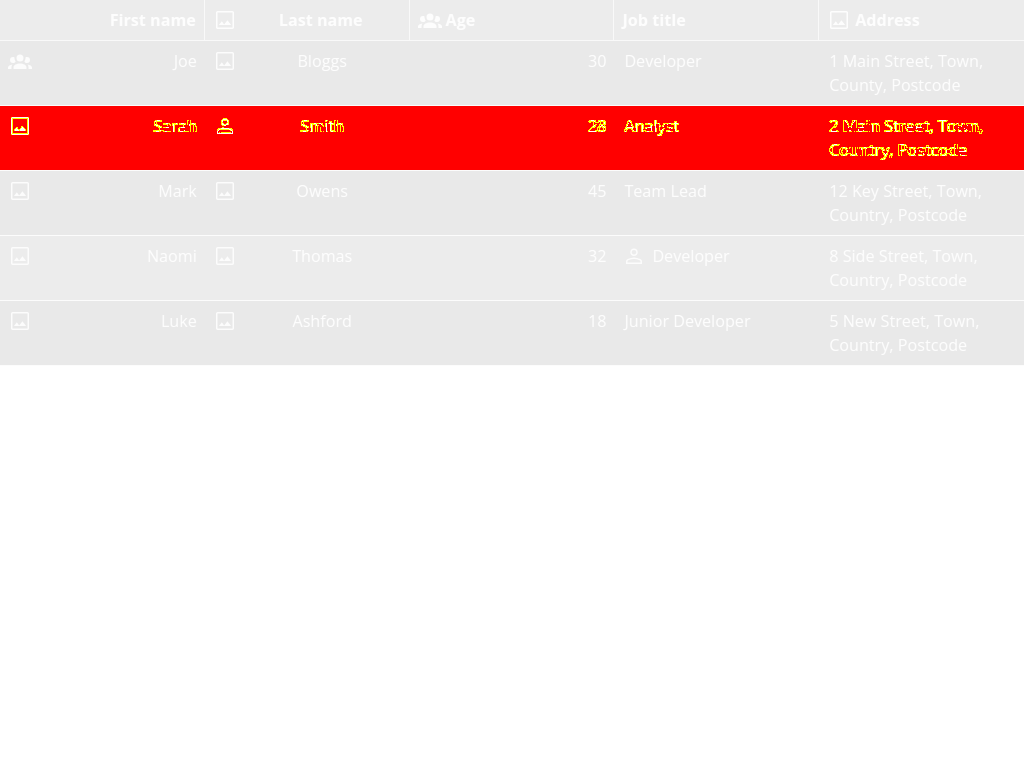 First name Last name Age Job title Address
Joe Bloggs 30 Developer 1 Main Street, Town,
County, Postcode
Sarah Smith 28 Analyst 2 Main Street, Town,
Country, Postcode
Mark Owens 45 Team Lead 12 Key Street, Town,
Country, Postcode
Naomi Thomas 32 Developer 8 Side Street, Town,
Country, Postcode
Luke Ashford 18 Junior Developer 5 New Street, Town,
Country, Postcode